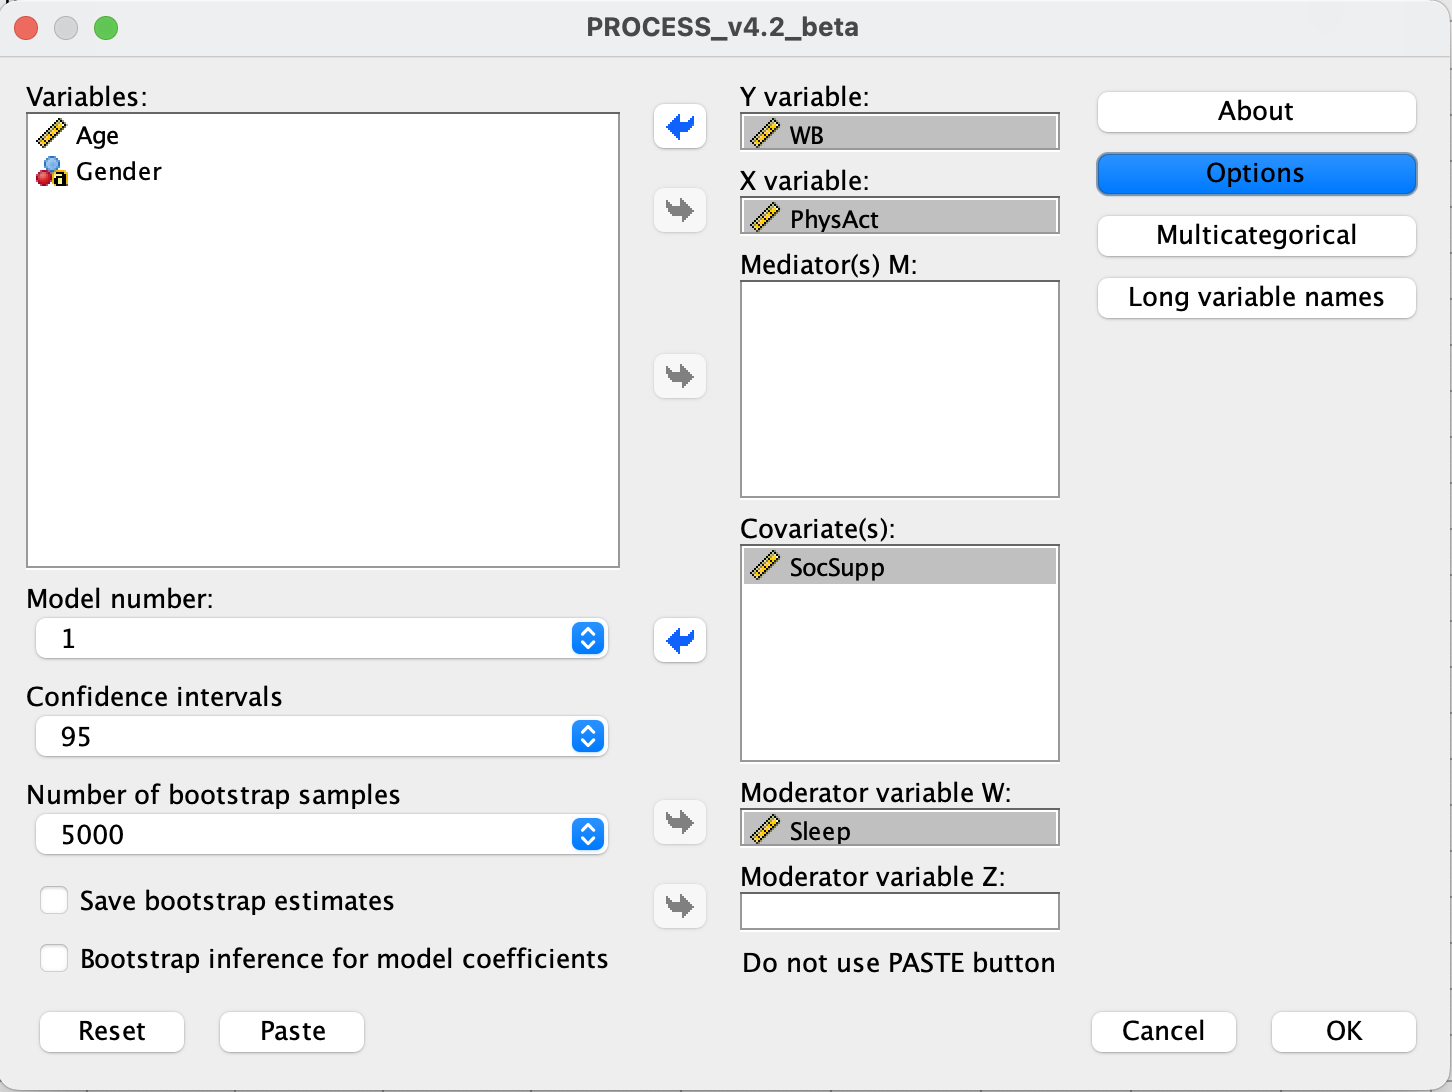 PROCESS_v4.2_beta
Variables:
Age
Gender
Model number:
1
Confidence intervals
95
Number of bootstrap samples
5000
Save bootstrap estimates
Bootstrap inference for model coefficients
Y variable:
WB
X variable:
PhysAct
Mediator(s) M:
Covariate(s):
SocSupp
Moderator variable W:
Sleep
Moderator variable Z:
Do not use PASTE button
About
Options
Multicategorical
Long variable names
Reset
Paste
Cancel
OK